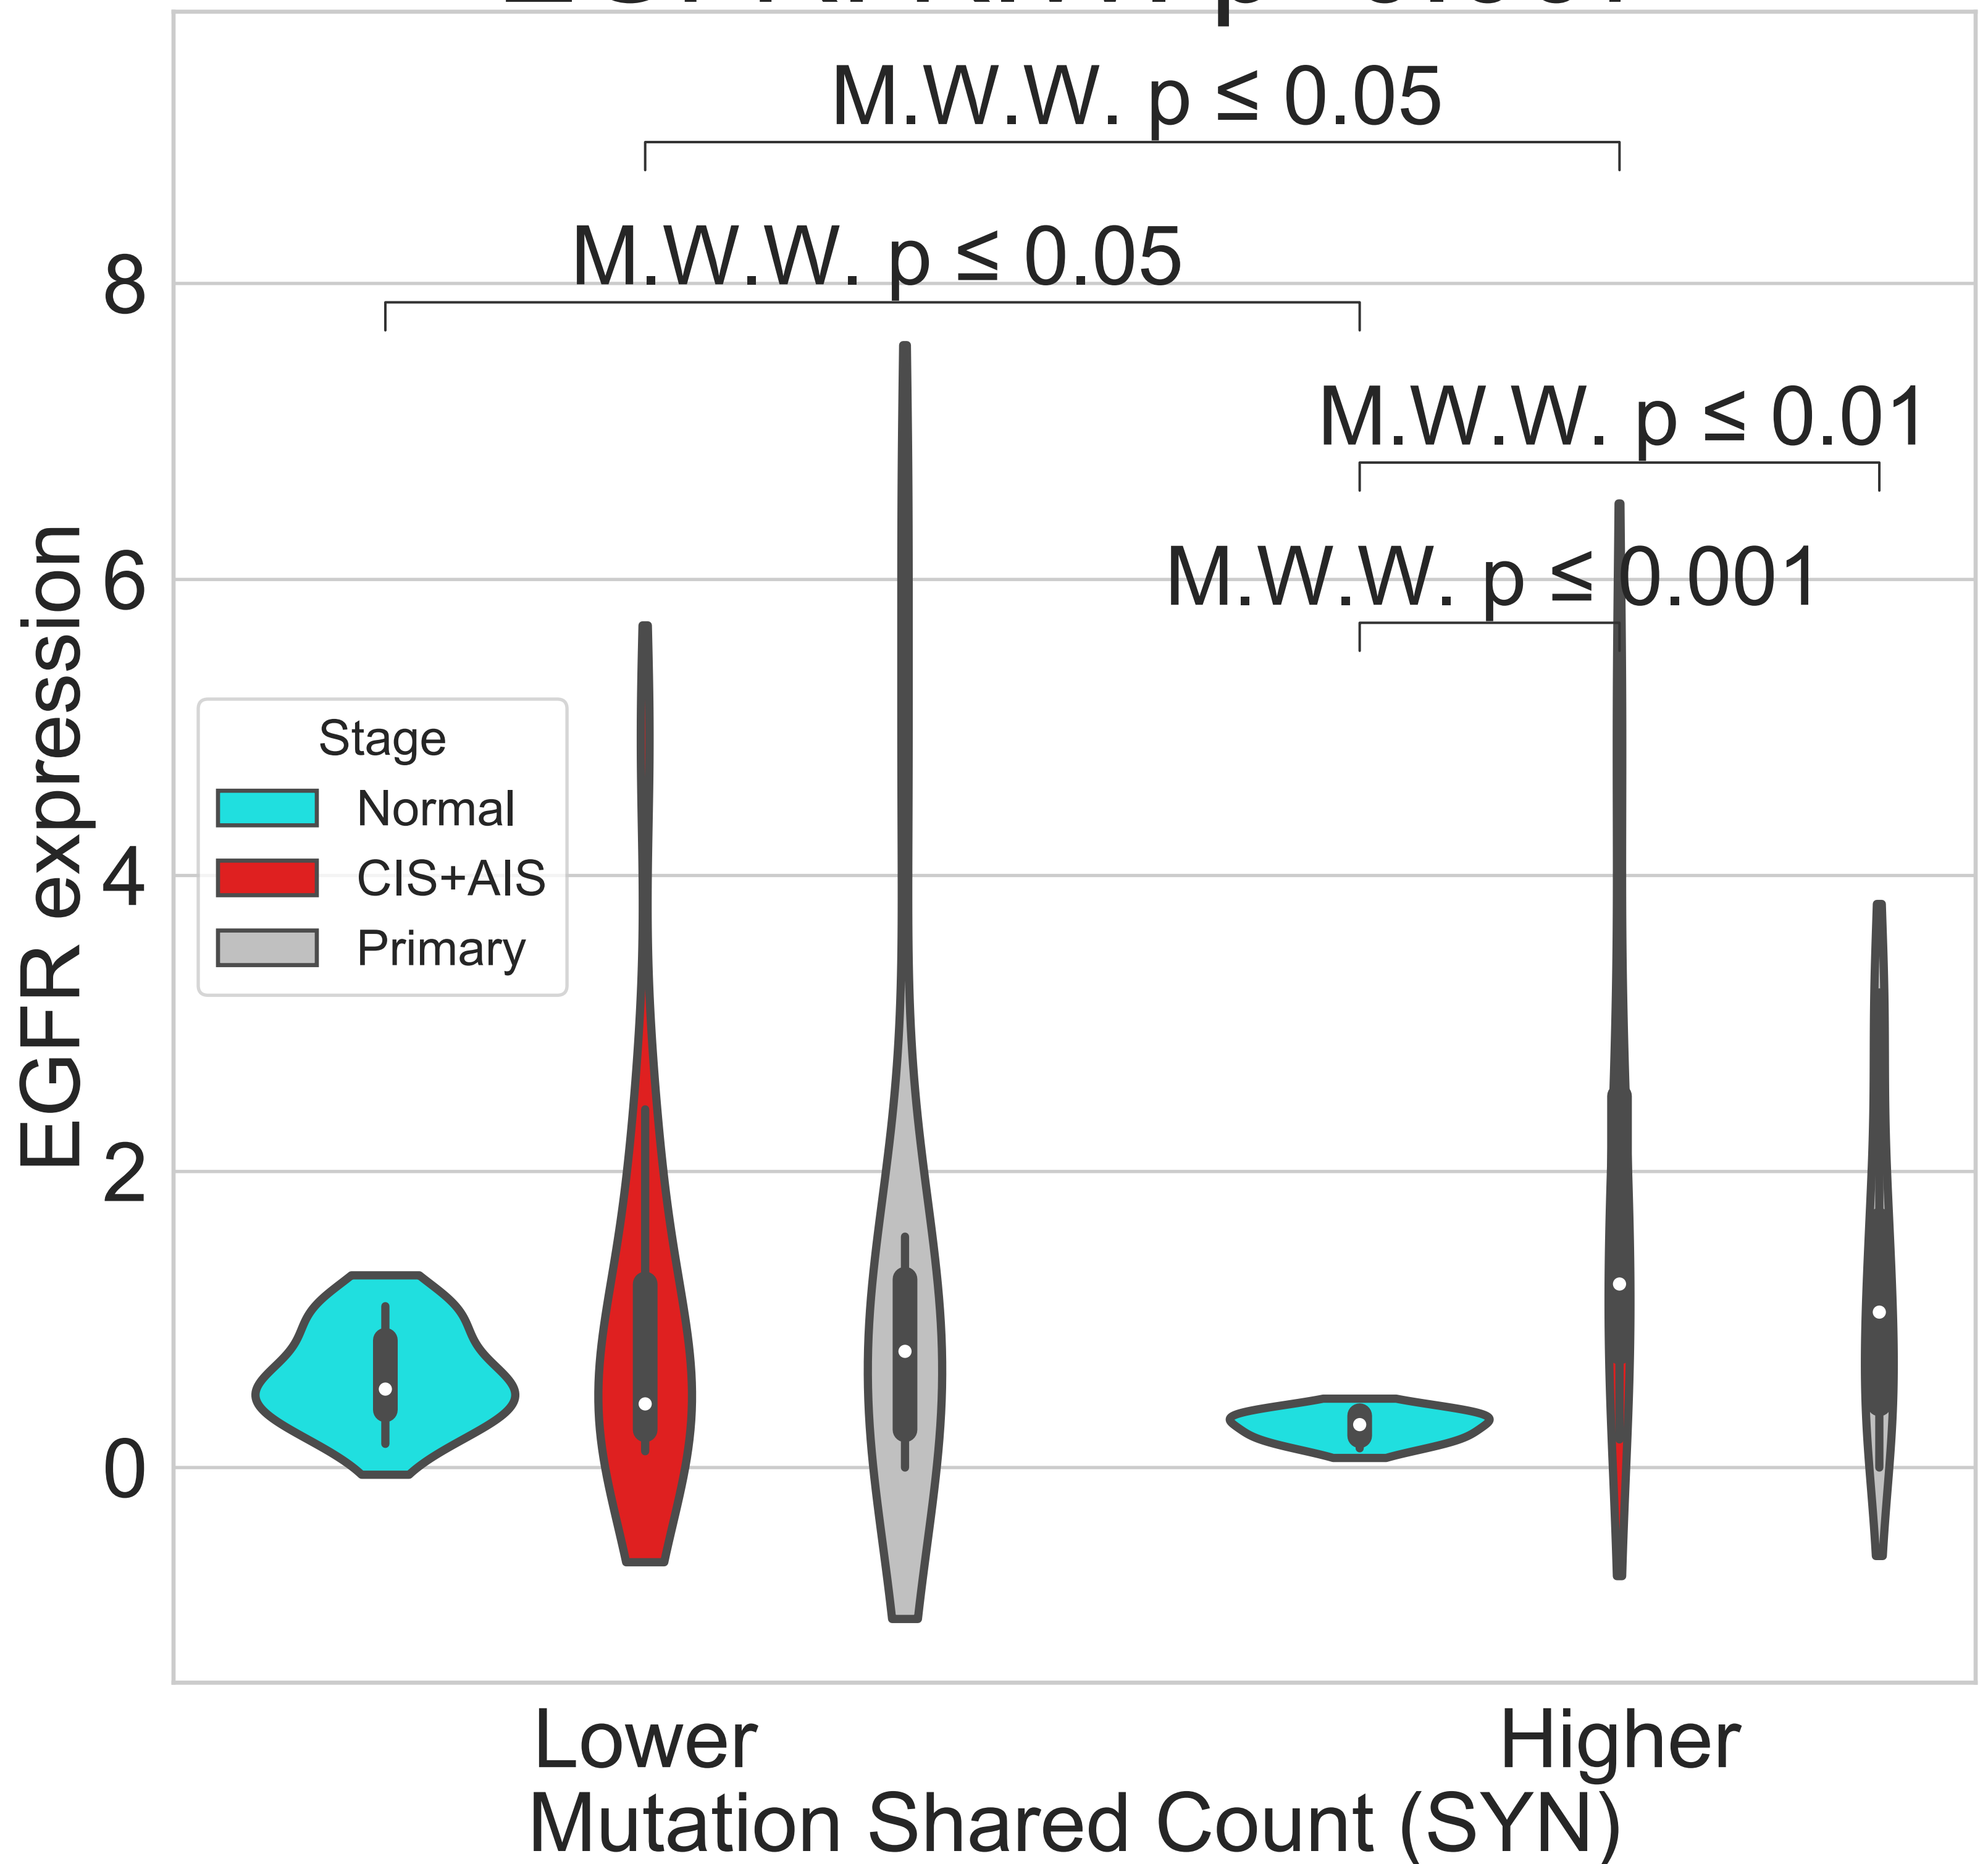 M.W.W. p ≤ 0.05
M.W.W. p ≤ 0.05
M.W.W. p ≤ 0.01
M.W.W. p ≤ 0.001
8
6
4
2
0
EGFR expression
Stage
Normal
CIS+AIS
Primary
Lower
Higher
Mutation Shared Count (SYN)